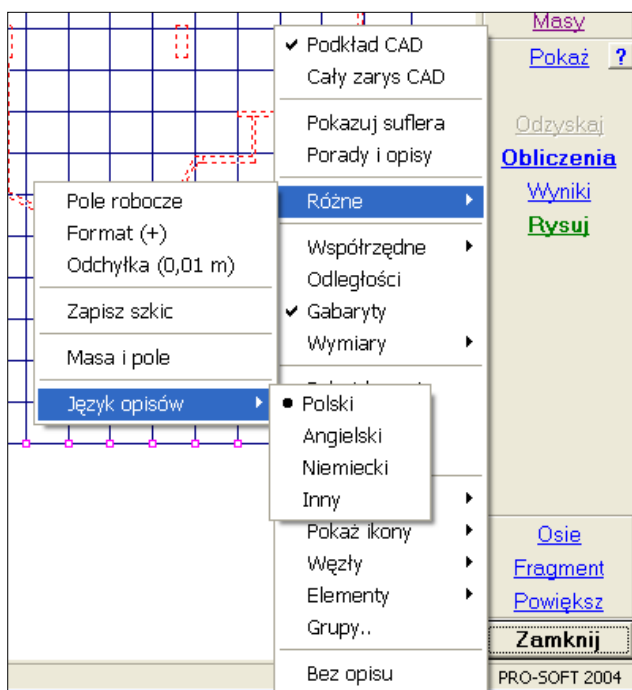 Masy
Pokaż ?
Odzyskaj
Obliczenia
Wyniki
Rysuj
Podkład CAD
Cały zarys CAD
Pokazuj suflera
Porady i opisy
Różne
Współrzędne
Odległości
Gabaryty
Wymiary
Pokaż ikony
Węzły
Elementy
Grupy..
Bez opisu
Pole robocze
Format (+)
Odchyłka (0,01 m)
Zapisz szkic
Masa i pole
Język opisów
Polski
Angielski
Niemiecki
Inny
Osie
Fragment
Powiększ
Zamknij
PRO-SOFT 2004